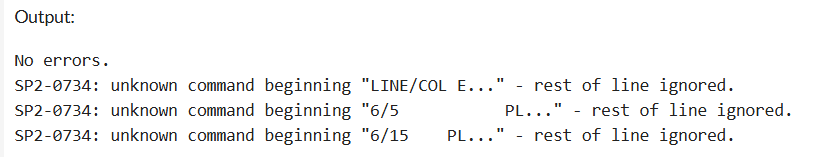 Output:
No errors.
SP2-0734: unknown command beginning "LINE/COL E..." - rest of line ignored.
SP2-0734: unknown command beginning "6/5           PL..." - rest of line ignored.
SP2-0734: unknown command beginning "6/15    PL..." - rest of line ignored.